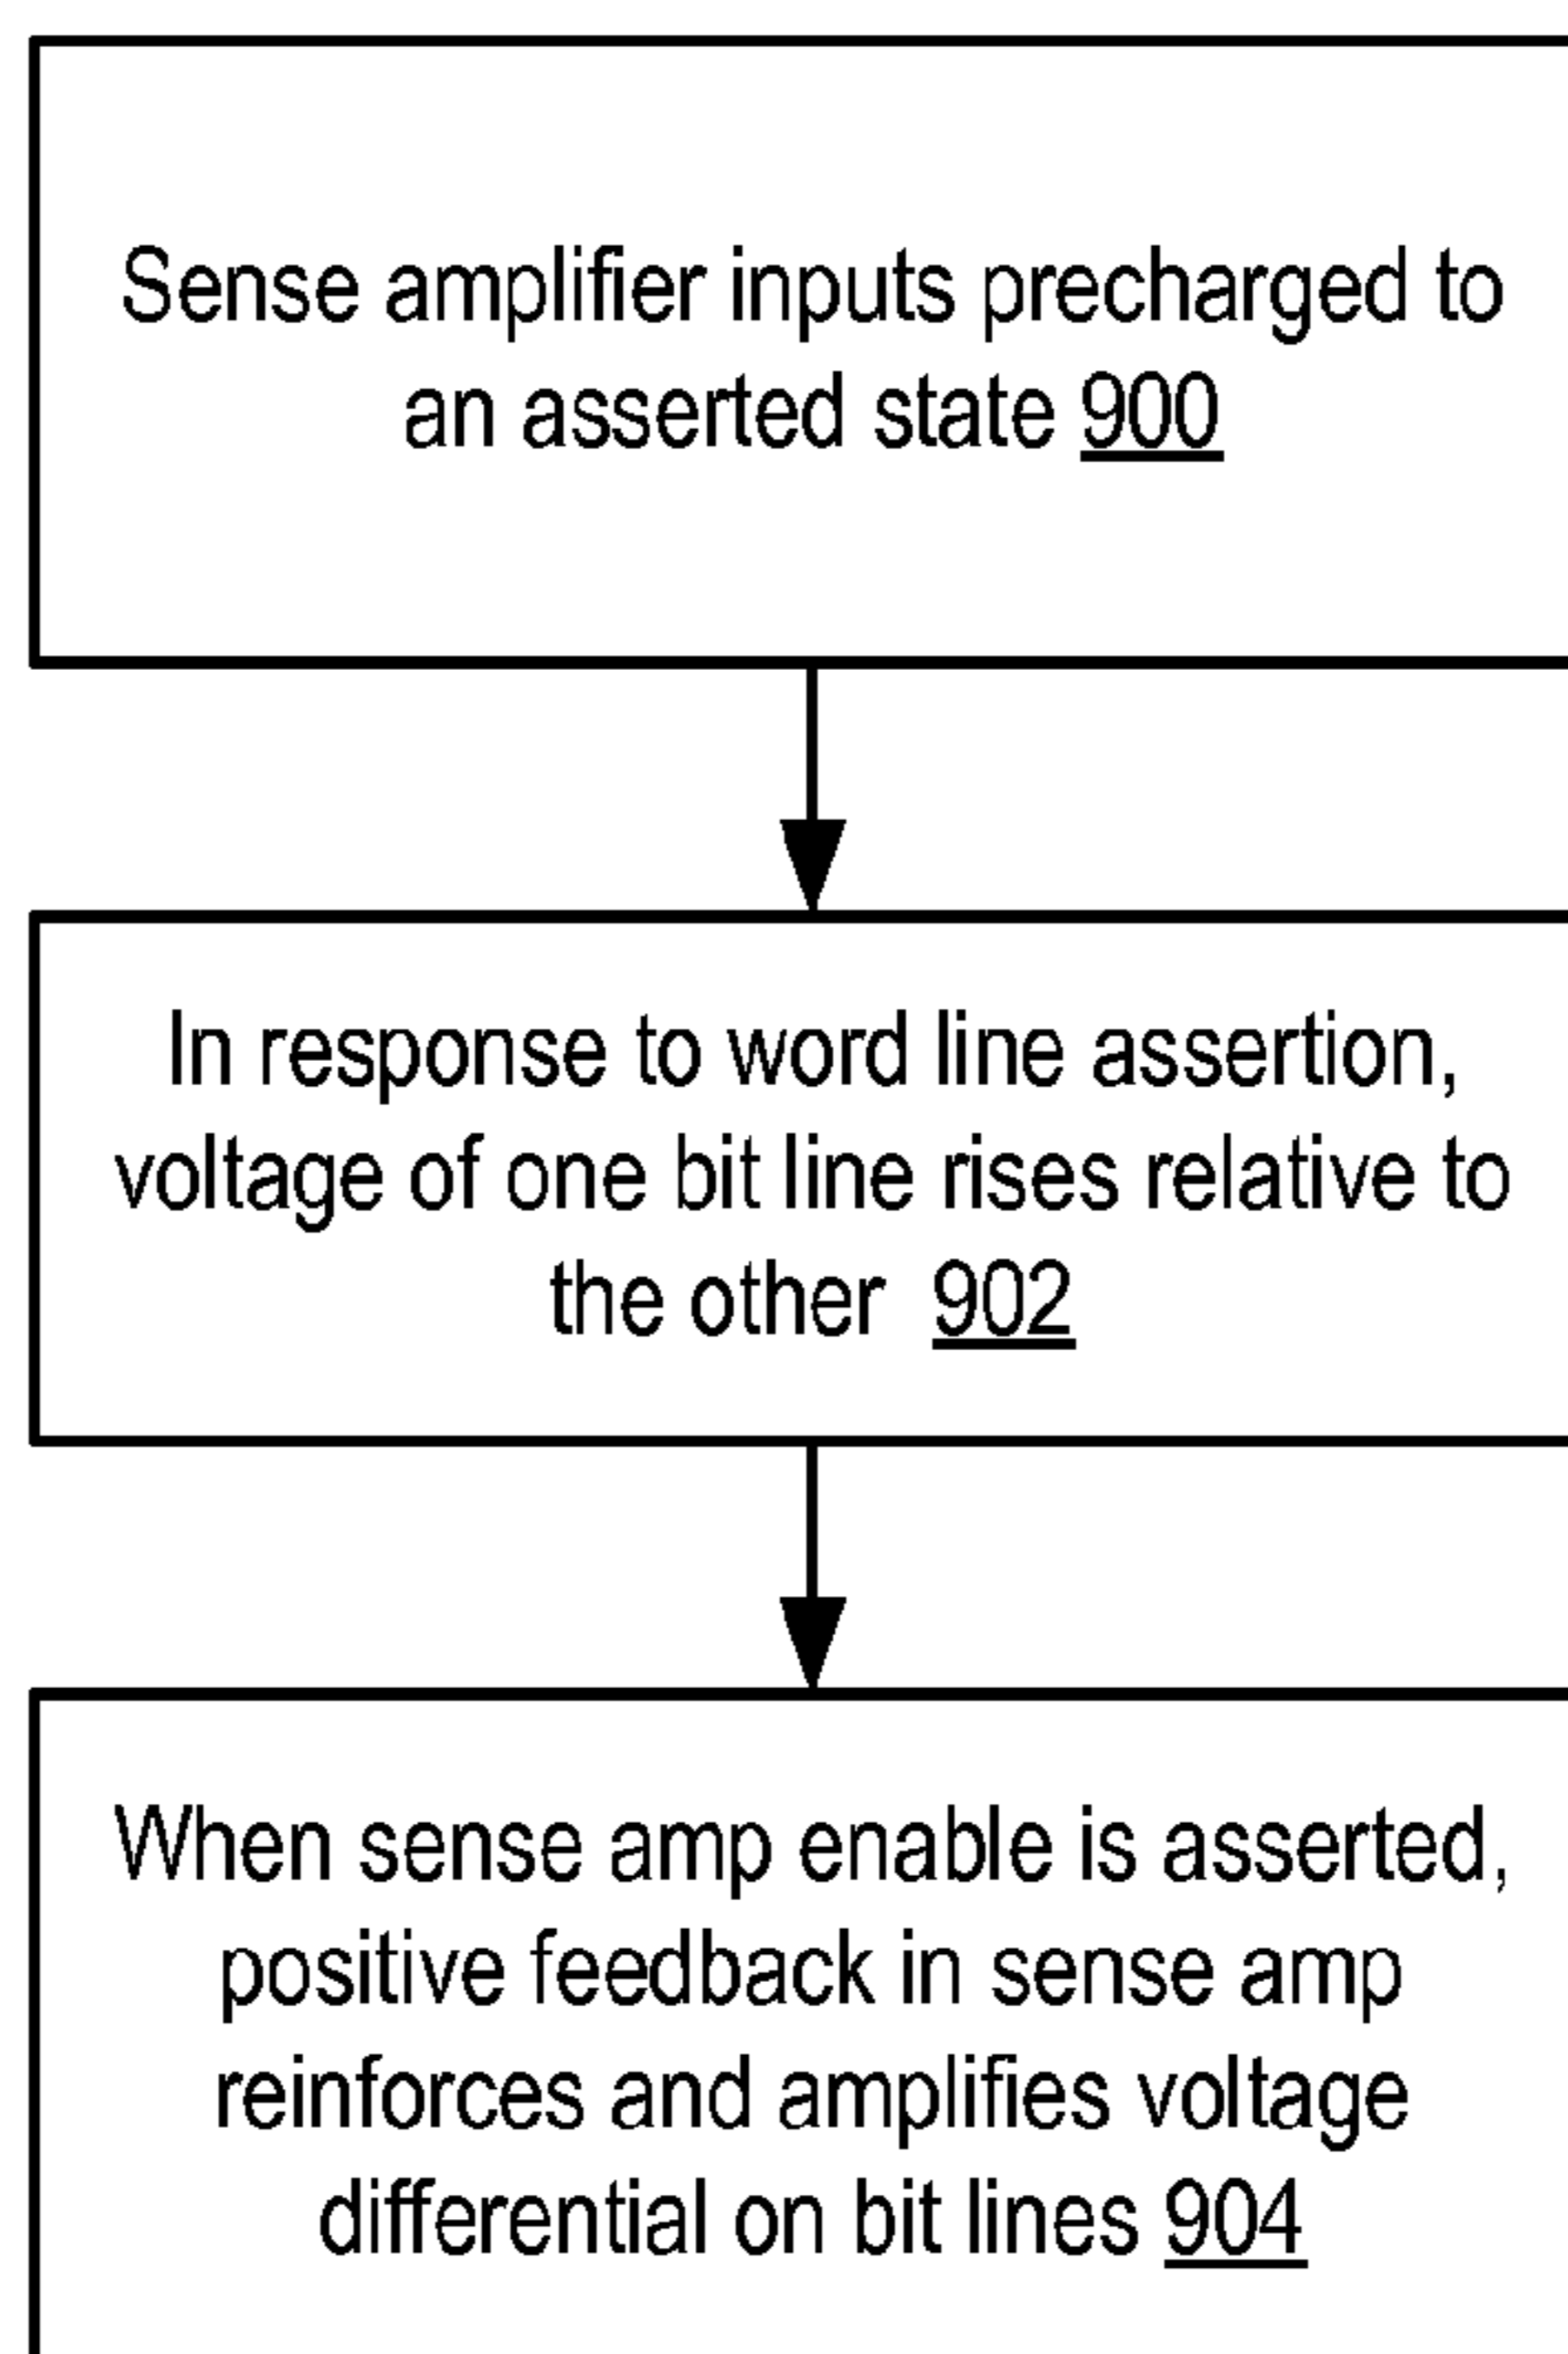 Sense amplifier inputs precharged to
an asserted state 900
In response to word line assertion,
voltage of one bit line rises relative to
the other 902
When sense amp enable is asserted,
positive feedback in sense amp
reinforces and amplifies voltage
differential on bit lines 904